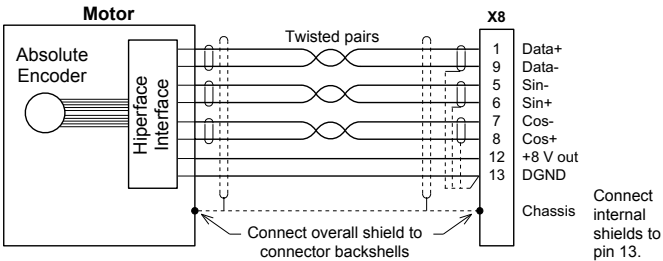 Motor
X8
Twisted pairs
Absolute
Encoder
Hiperface
Interface
1 Data+
9 Data-
5 Sin-
6 Sin+
7 Cos-
8 Cos+
12 +8 V out
13 DGND
Chassis
Connect
internal
shields to
pin 13.
Connect overall shield to
connector backshells